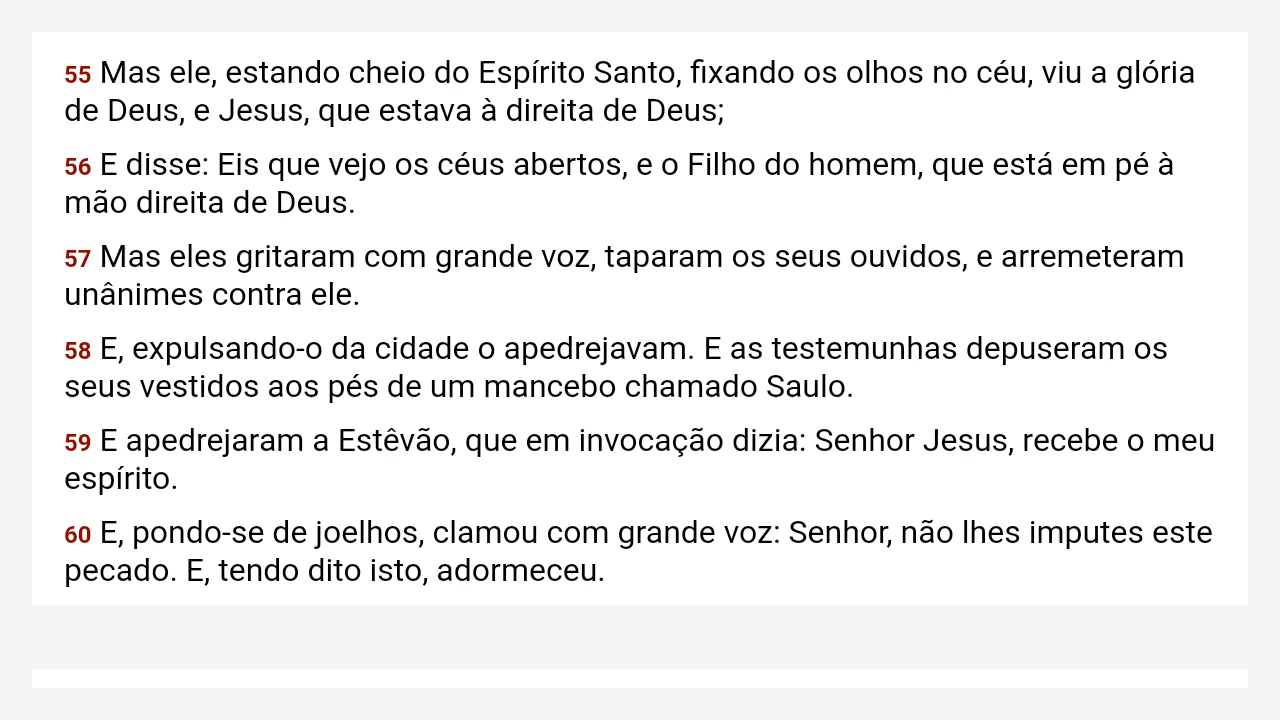 55 Mas ele, estando cheio do Espírito Santo, fixando os olhos no céu, viu a glória
de Deus, e Jesus, que estava à direita de Deus;
56 E disse: Eis que vejo os céus abertos, e o Filho do homem, que está em pé à
mão direita de Deus.
57 Mas eles gritaram com grande voz, taparam os seus ouvidos, e arremeteram
unânimes contra ele.
58 E, expulsando-o da cidade o apedrejavam. E as testemunhas depuseram os
seus vestidos aos pés de um mancebo chamado Saulo.
59 E apedrejaram a Estêvão, que em invocação dizia: Senhor Jesus, recebe o meu
espírito.
60 E, pondo-se de joelhos, clamou com grande voz: Senhor, não lhes imputes este
pecado. E, tendo dito isto, adormeceu.